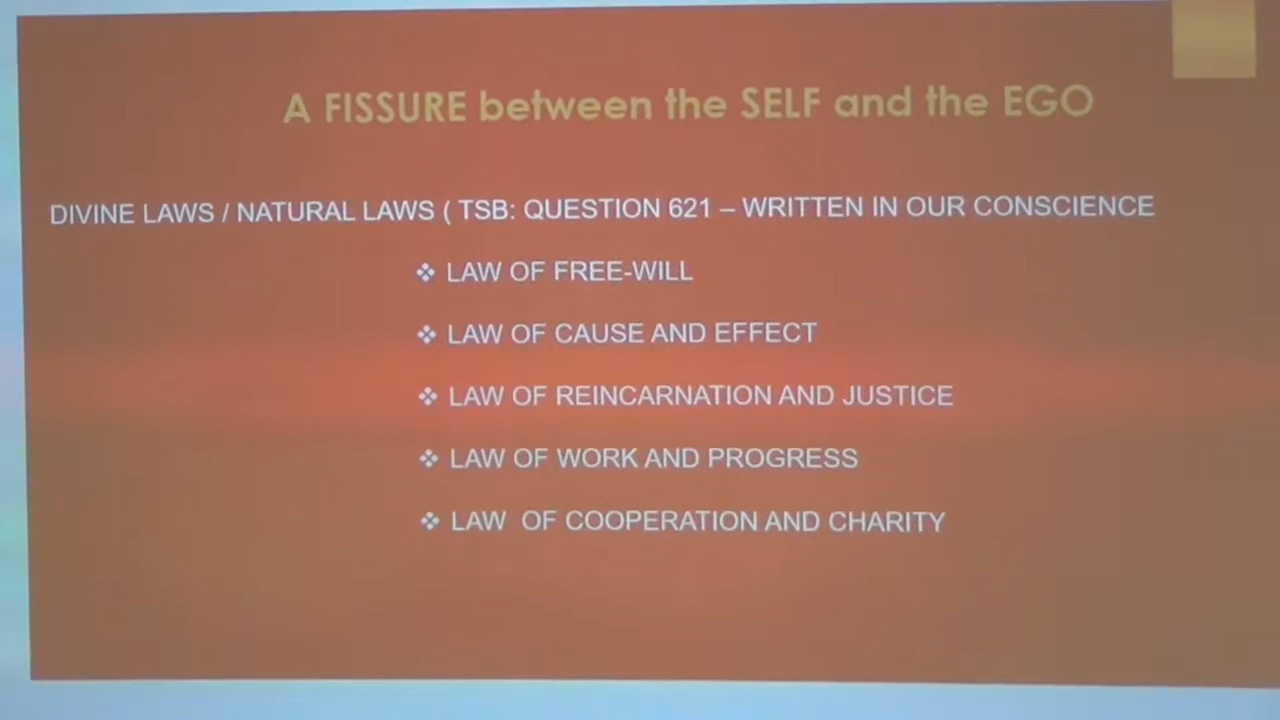 A FISSURE between the SELF and the EGO
DIVINE LAWS / NATURAL LAWS ( TSB: QUESTION 621 – WRITTEN IN OUR CONSCIENCE
❖ LAW OF FREE-WILL
❖ LAW OF CAUSE AND EFFECT
❖ LAW OF REINCARNATION AND JUSTICE
❖ LAW OF WORK AND PROGRESS
❖ LAW OF COOPERATION AND CHARITY